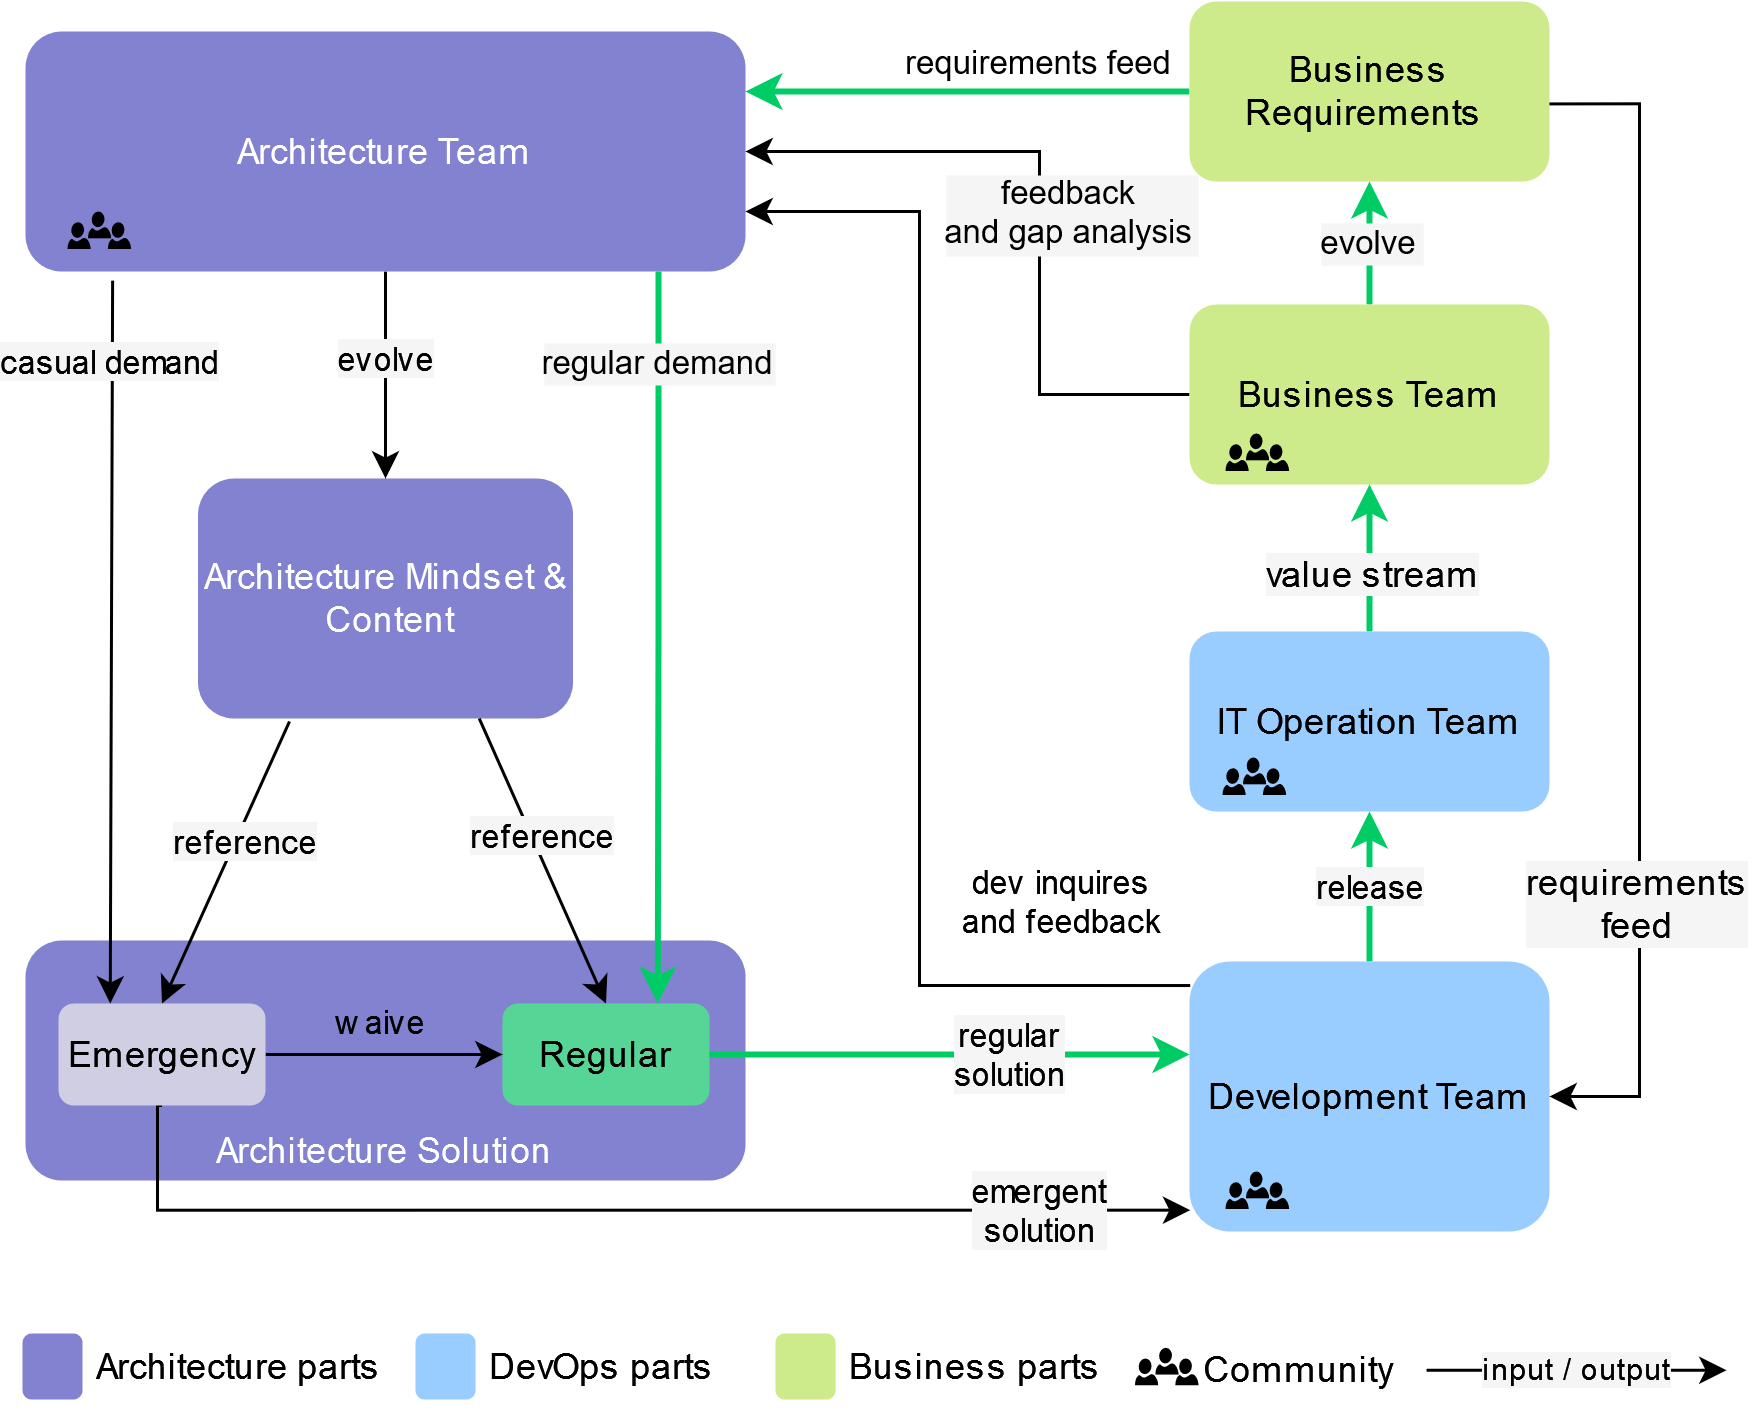 requirements feed
Business
Requirements
Architecture Team
feedback
and gap analysis
evolve
casual demand
evolve
regular demand
Business Team
Architecture Mindset &
Content
value stream
IT Operation Team
reference
reference
dev inquires
and feedback
release
requirements
feed
waive
Emergency
Regular
regular
solution
Development Team
Architecture Solution
emergent
solution
Architecture parts
DevOps parts
Business parts
Community
input / output